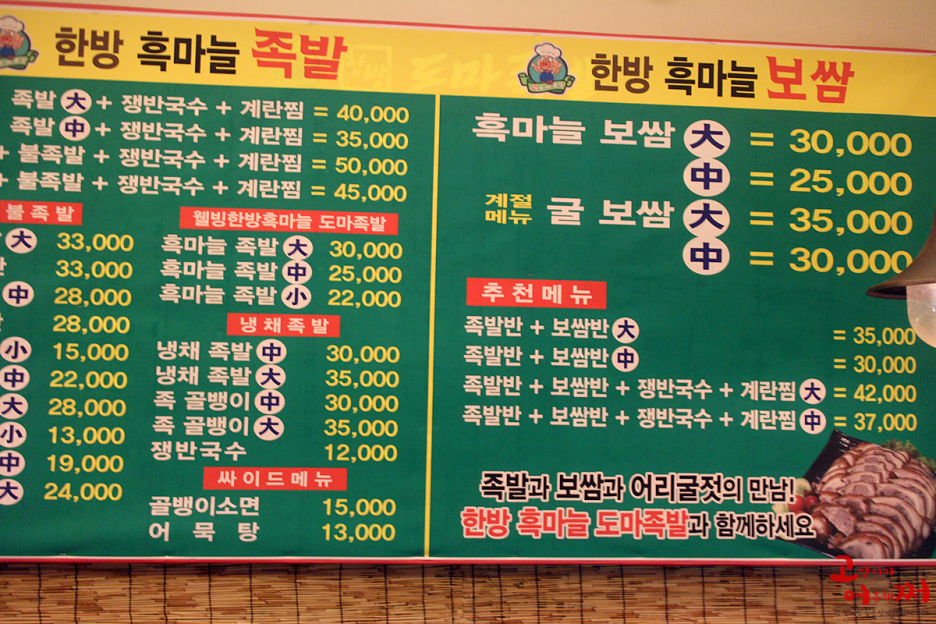 한방 흑마늘 족발
족발 大 + 쟁반국수 + 계란찜 = 40,000
족발 中 + 쟁반국수 + 계란찜 = 35,000
+ 불족발 + 쟁반국수 + 계란찜 = 50,000
+ 불족발 + 쟁반국수 + 계란찜 = 45,000
불족발
大 33,000
33,000
中 28,000
28,000
小 15,000
中 22,000
大 28,000
小 13,000
中 19,000
大 24,000
웰빙한방흑마늘 도마족발
흑마늘 족발 大 30,000
흑마늘 족발 中 25,000
흑마늘 족발 小 22,000
냉채족발
냉채 족발 中 30,000
냉채 족발 大 35,000
족 골뱅이 中 30,000
족 골뱅이 大 35,000
쟁반국수 12,000
싸이드메뉴
골뱅이소면 15,000
어 묵 탕 13,000
한방 흑마늘 보쌈
흑마늘 보쌈 大 = 30,000
中 = 25,000
계절메뉴 굴 보쌈 大 = 35,000
中 = 30,000
추천메뉴
족발반 + 보쌈반 大 = 35,000
족발반 + 보쌈반 中 = 30,000
족발반 + 보쌈반 + 쟁반국수 + 계란찜 大 = 42,000
족발반 + 보쌈반 + 쟁반국수 + 계란찜 中 = 37,000
족발과 보쌈과 어리굴젓의 만남!
한방 흑마늘 도마족발과 함께하세요